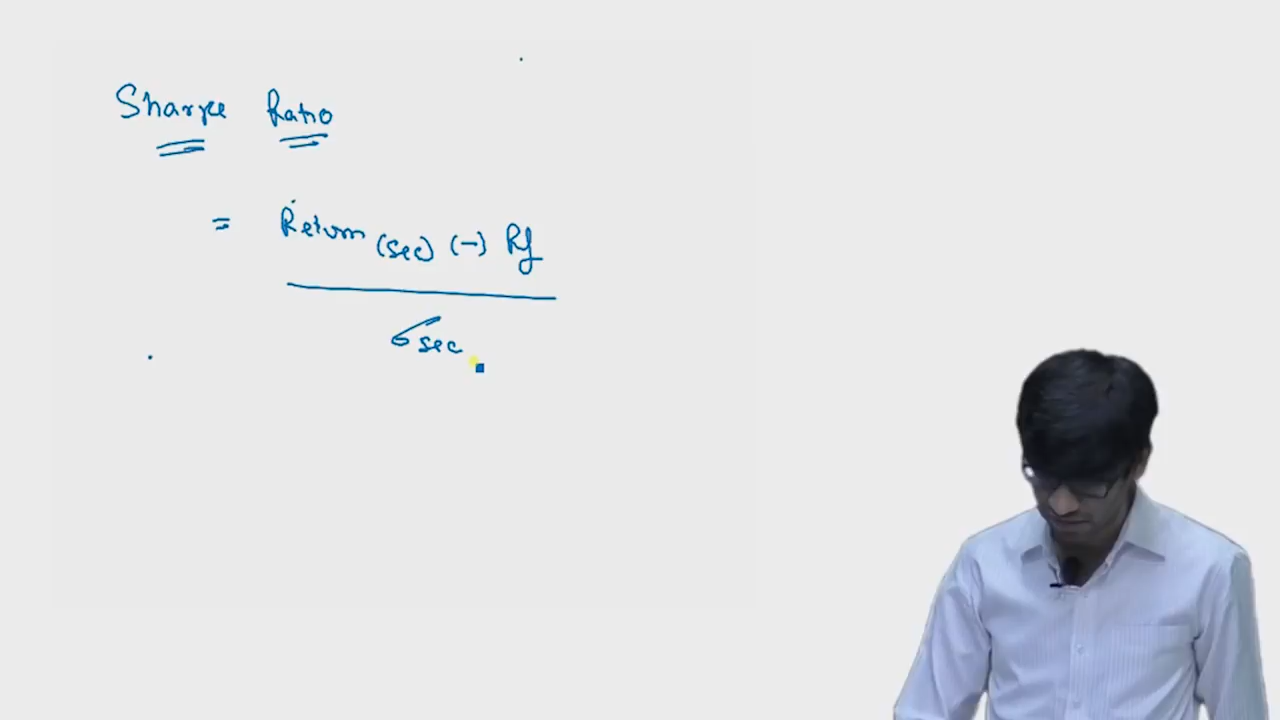 Sharpe Ratio
= Return (sec) (-) Rf
σ sec